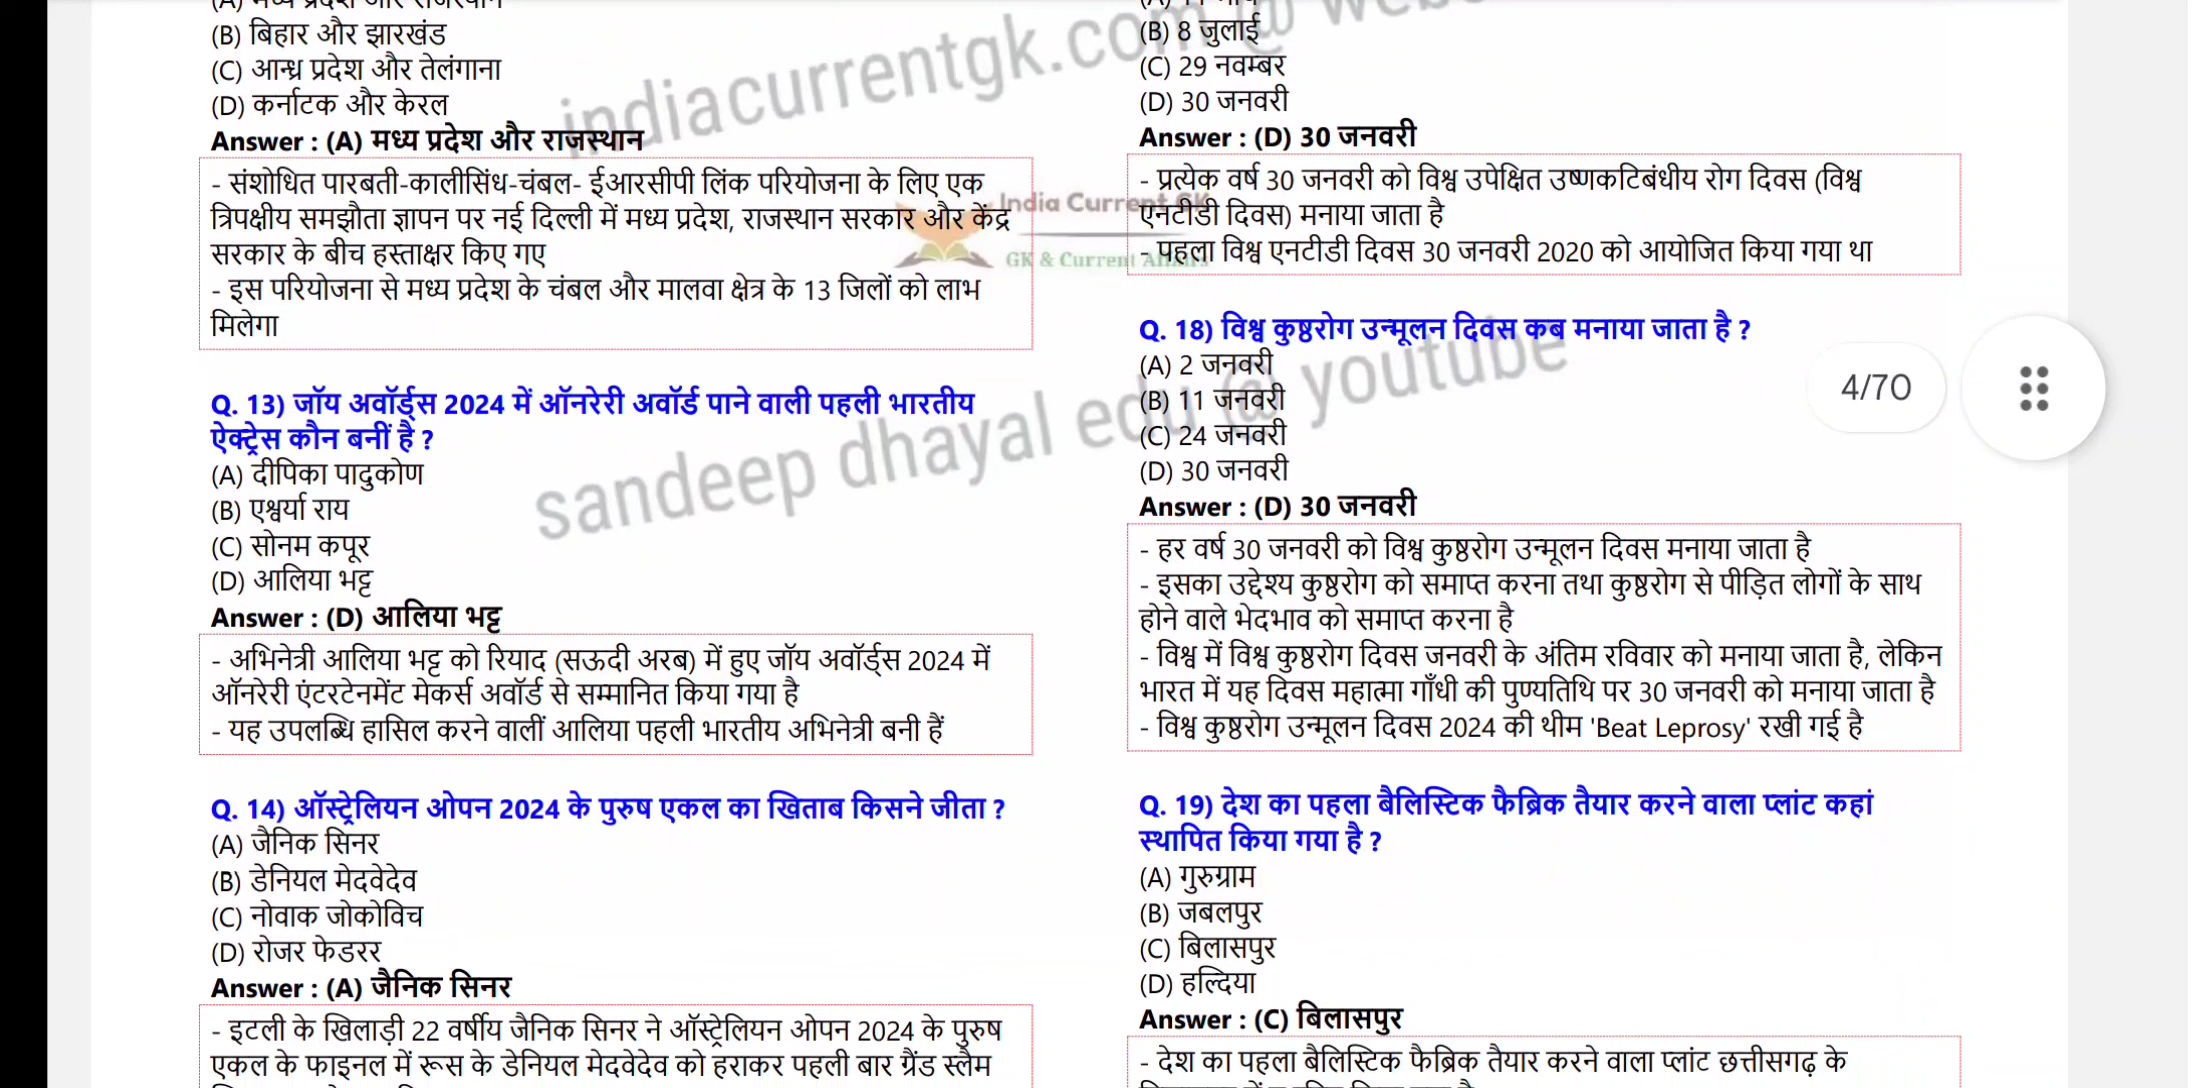 (B) बिहार और झारखंड
(C) आन्ध्र प्रदेश और तेलंगाना
(D) कर्नाटक और केरल
Answer : (A) मध्य प्रदेश और राजस्थान
- संशोधित पारबती-कालीसिंध-चंबल- ईआरसीपी लिंक परियोजना के लिए एक
त्रिपक्षीय समझौता ज्ञापन पर नई दिल्ली में मध्य प्रदेश, राजस्थान सरकार और केंद्र
सरकार के बीच हस्ताक्षर किए गए
- इस परियोजना से मध्य प्रदेश के चंबल और मालवा क्षेत्र के 13 जिलों को लाभ
मिलेगा
Q. 13) जॉय अवॉर्ड्स 2024 में ऑनरेरी अवॉर्ड पाने वाली पहली भारतीय
ऐक्ट्रेस कौन बनीं है ?
(A) दीपिका पादुकोण
(B) एश्वर्या राय
(C) सोनम कपूर
(D) आलिया भट्ट
Answer : (D) आलिया भट्ट
- अभिनेत्री आलिया भट्ट को रियाद (सऊदी अरब) में हुए जॉय अवॉर्ड्स 2024 में
ऑनरेरी एंटरटेनमेंट मेकर्स अवॉर्ड से सम्मानित किया गया है
- यह उपलब्धि हासिल करने वालीं आलिया पहली भारतीय अभिनेत्री बनी हैं
Q. 14) ऑस्ट्रेलियन ओपन 2024 के पुरुष एकल का खिताब किसने जीता ?
(A) जैनिक सिनर
(B) डेनियल मेदवेदेव
(C) नोवाक जोकोविच
(D) रोजर फेडरर
Answer : (A) जैनिक सिनर
- इटली के खिलाड़ी 22 वर्षीय जैनिक सिनर ने ऑस्ट्रेलियन ओपन 2024 के पुरुष
एकल के फाइनल में रूस के डेनियल मेदवेदेव को हराकर पहली बार ग्रैंड स्लैम
(B) 8 जुलाई
(C) 29 नवम्बर
(D) 30 जनवरी
Answer : (D) 30 जनवरी
- प्रत्येक वर्ष 30 जनवरी को विश्व उपेक्षित उष्णकटिबंधीय रोग दिवस (विश्व
एनटीडी दिवस) मनाया जाता है
- पहला विश्व एनटीडी दिवस 30 जनवरी 2020 को आयोजित किया गया था
Q. 18) विश्व कुष्ठरोग उन्मूलन दिवस कब मनाया जाता है ?
(A) 2 जनवरी
(B) 11 जनवरी
(C) 24 जनवरी
(D) 30 जनवरी
Answer : (D) 30 जनवरी
- हर वर्ष 30 जनवरी को विश्व कुष्ठरोग उन्मूलन दिवस मनाया जाता है
- इसका उद्देश्य कुष्ठरोग को समाप्त करना तथा कुष्ठरोग से पीड़ित लोगों के साथ
होने वाले भेदभाव को समाप्त करना है
- विश्व में विश्व कुष्ठरोग दिवस जनवरी के अंतिम रविवार को मनाया जाता है, लेकिन
भारत में यह दिवस महात्मा गाँधी की पुण्यतिथि पर 30 जनवरी को मनाया जाता है
- विश्व कुष्ठरोग उन्मूलन दिवस 2024 की थीम 'Beat Leprosy' रखी गई है
Q. 19) देश का पहला बैलिस्टिक फैब्रिक तैयार करने वाला प्लांट कहां
स्थापित किया गया है ?
(A) गुरुग्राम
(B) जबलपुर
(C) बिलासपुर
(D) हल्दिया
Answer : (C) बिलासपुर
- देश का पहला बैलिस्टिक फैब्रिक तैयार करने वाला प्लांट छत्तीसगढ़ के
indiacurrentgk.com @
India Current GK
GK & Current Affairs
sandeep dhayal edu @ youtube
4/70